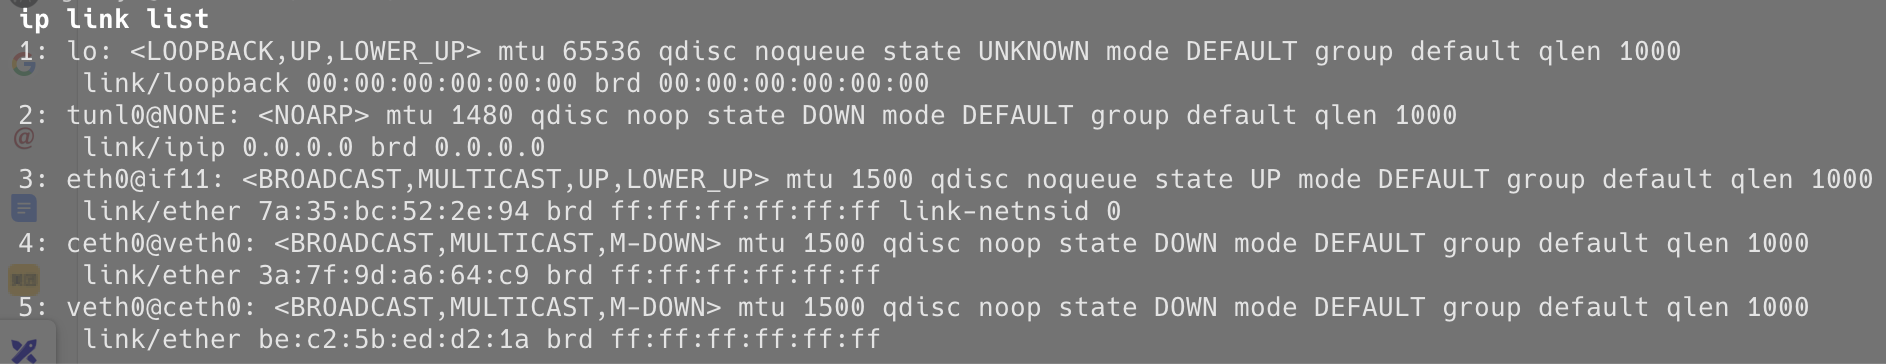 ip link list
1: lo: <LOOPBACK,UP,LOWER_UP> mtu 65536 qdisc noqueue state UNKNOWN mode DEFAULT group default qlen 1000
    link/loopback 00:00:00:00:00:00 brd 00:00:00:00:00:00
2: tunl0@NONE: <NOARP> mtu 1480 qdisc noop state DOWN mode DEFAULT group default qlen 1000
    link/ipip 0.0.0.0 brd 0.0.0.0
3: eth0@if11: <BROADCAST,MULTICAST,UP,LOWER_UP> mtu 1500 qdisc noqueue state UP mode DEFAULT group default qlen 1000
    link/ether 7a:35:bc:52:2e:94 brd ff:ff:ff:ff:ff:ff link-netnsid 0
4: ceth0@veth0: <BROADCAST,MULTICAST,M-DOWN> mtu 1500 qdisc noop state DOWN mode DEFAULT group default qlen 1000
    link/ether 3a:7f:9d:a6:64:c9 brd ff:ff:ff:ff:ff:ff
5: veth0@ceth0: <BROADCAST,MULTICAST,M-DOWN> mtu 1500 qdisc noop state DOWN mode DEFAULT group default qlen 1000
    link/ether be:c2:5b:ed:d2:1a brd ff:ff:ff:ff:ff:ff